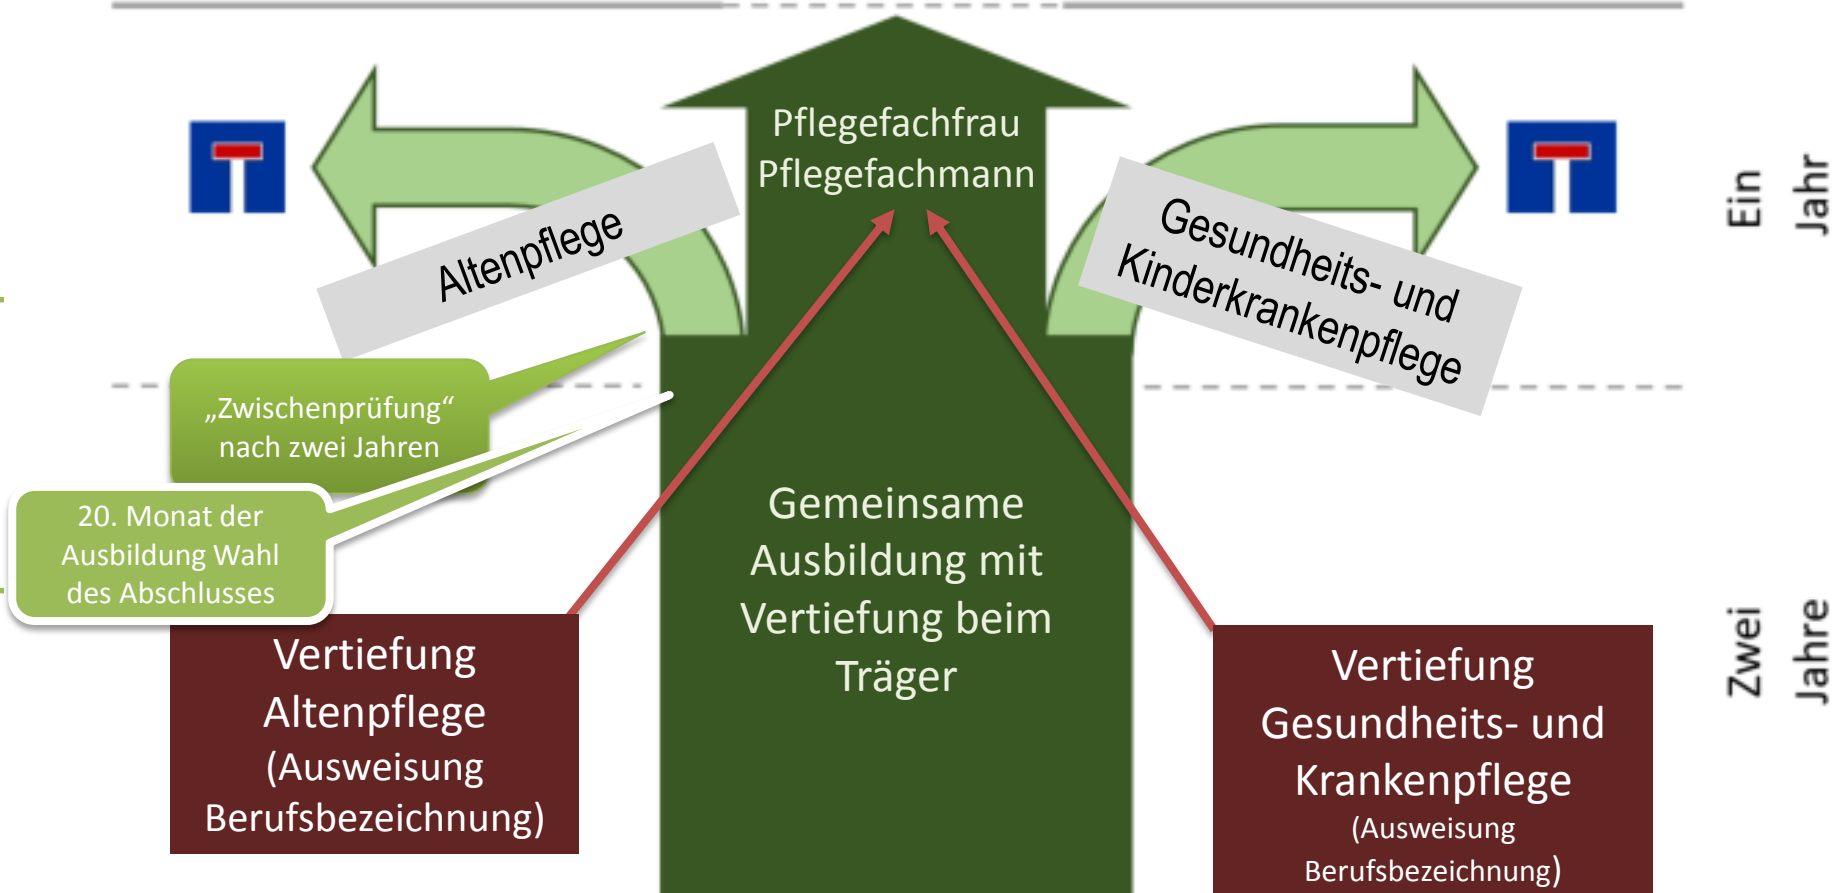 Pflegefachfrau
Pflegefachmann
Altenpflege
Gesundheits- und
Kinderkrankenpflege
Ein
Jahr
„Zwischenprüfung“
nach zwei Jahren
20. Monat der
Ausbildung Wahl
des Abschlusses
Gemeinsame
Ausbildung mit
Vertiefung beim
Träger
Vertiefung
Altenpflege
(Ausweisung
Berufsbezeichnung)
Vertiefung
Gesundheits- und
Krankenpflege
(Ausweisung
Berufsbezeichnung)
Zwei
Jahre